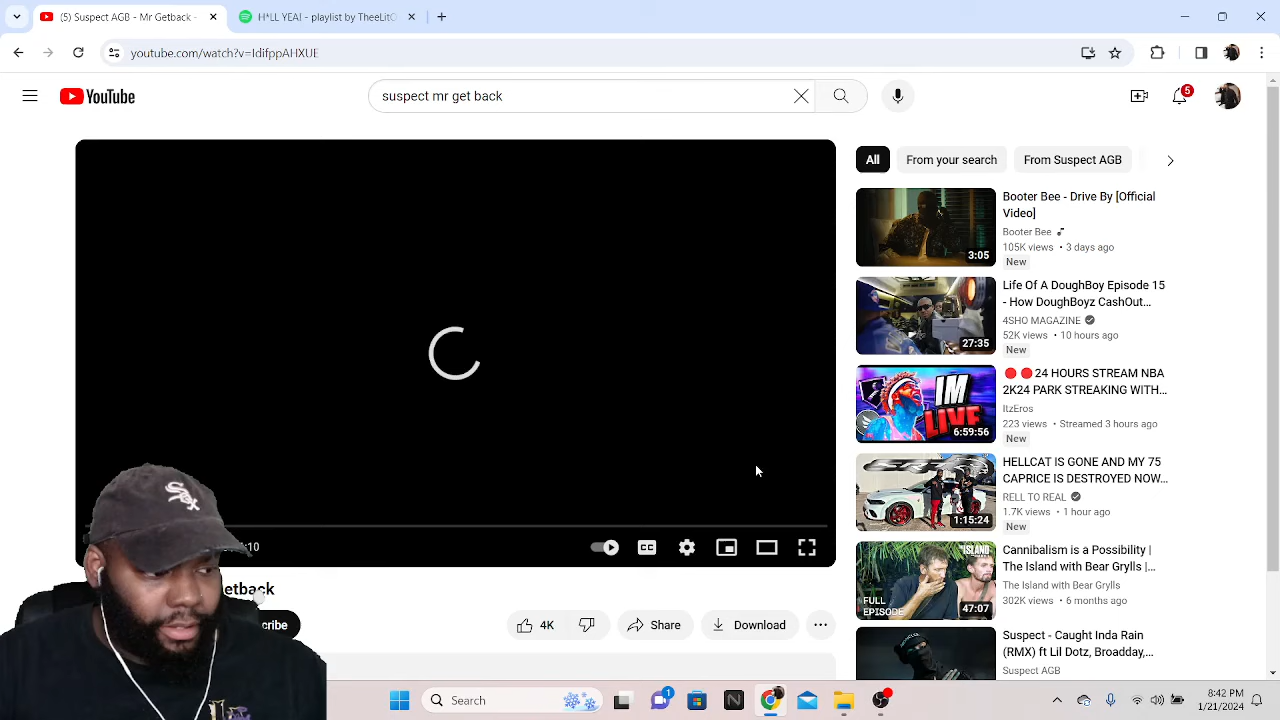 (5) Suspect AGB - Mr Getback -
H*LL YEA! - playlist by TheeLitO
youtube.com/watch?v=IdifppAHXUE
YouTube
suspect mr get back
5
All
From your search
From Suspect AGB
Booter Bee - Drive By [Official
Video]
Booter Bee
105K views • 3 days ago
New
3:05
Life Of A DoughBoy Episode 15
- How DoughBoyz CashOut...
4SHO MAGAZINE
52K views • 10 hours ago
New
27:35
24 HOURS STREAM NBA
2K24 PARK STREAKING WITH...
ItzEros
223 views • Streamed 3 hours ago
New
IM
LIVE
6:59:56
HELLCAT IS GONE AND MY 75
CAPRICE IS DESTROYED NOW...
RELL TO REAL
1.7K views • 1 hour ago
New
1:15:24
Cannibalism is a Possibility |
The Island with Bear Grylls |...
The Island with Bear Grylls
302K views • 6 months ago
ISLAND
FULL
EPISODE
47:07
Suspect - Caught Inda Rain
(RMX) ft Lil Dotz, Broadday,...
Suspect AGB
:10
CC
etback
cribe
4K
Share
Download
Sox
Search
1
8:42 PM
1/21/2024